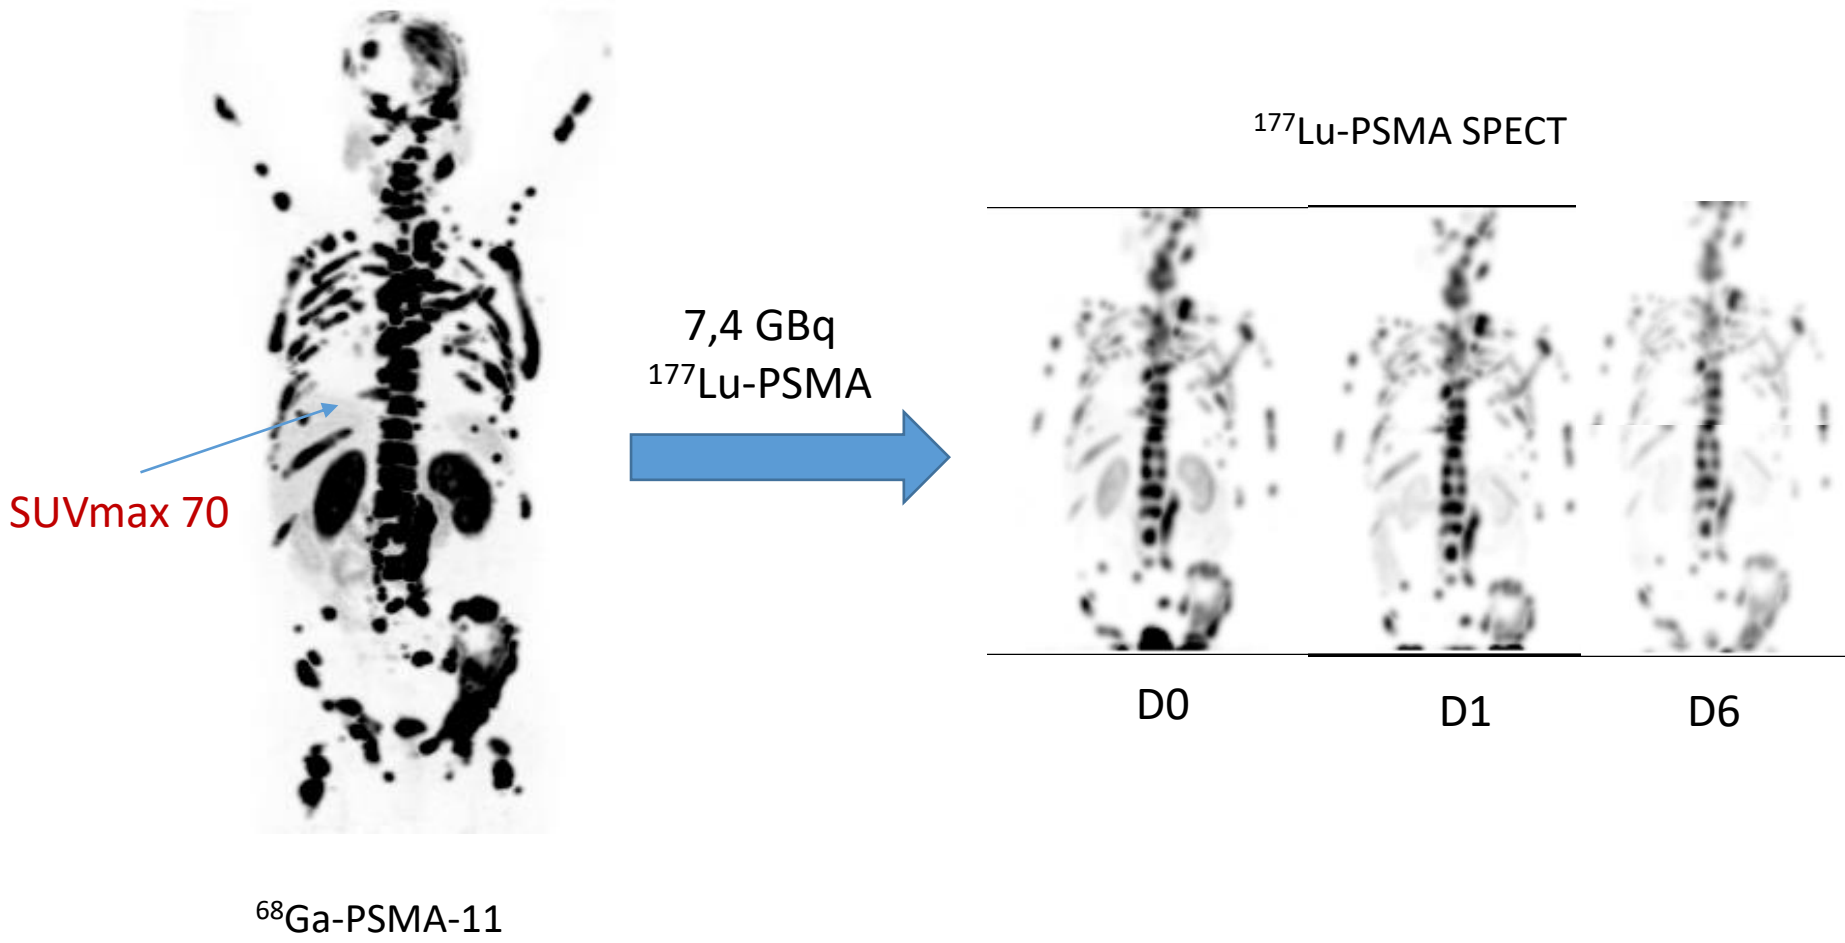 ¹⁷⁷Lu-PSMA SPECT
7,4 GBq
¹⁷⁷Lu-PSMA
SUVmax 70
D0
D1
D6
⁶⁸Ga-PSMA-11